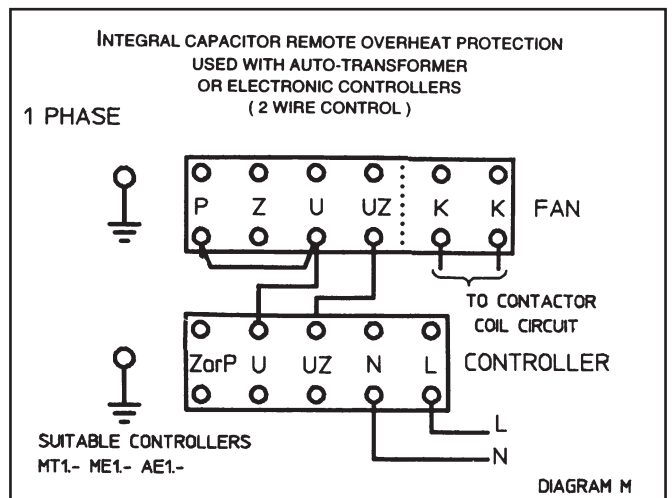 INTEGRAL CAPACITOR REMOTE OVERHEAT PROTECTION
USED WITH AUTO-TRANSFORMER
OR ELECTRONIC CONTROLLERS
( 2 WIRE CONTROL )
1 PHASE
P Z U UZ K K FAN
TO CONTACTOR
COIL CIRCUIT
ZorP U UZ N L CONTROLLER
L
N
SUITABLE CONTROLLERS
MT1.- ME1.- AE1.-
DIAGRAM M